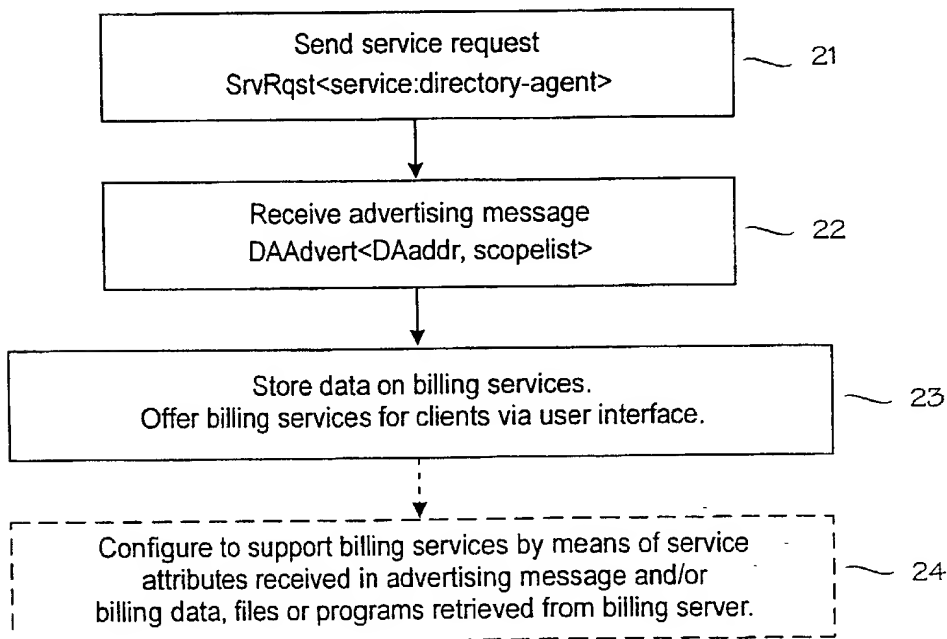 Send service request
SrvRqst<service:directory-agent>
21
Receive advertising message
DAAdvert<DAaddr, scopelist>
22
Store data on billing services.
Offer billing services for clients via user interface.
23
Configure to support billing services by means of service
attributes received in advertising message and/or
billing data, files or programs retrieved from billing server.
24